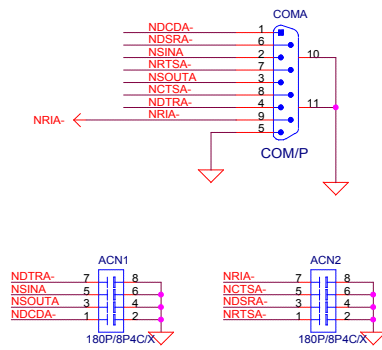 COMA
NDCDA- 1
NDSRA- 6
NSINA 2 10
NRTSA- 7
NSOUTA 3
NCTSA- 8
NDTRA- 4 11
NRIA- NRIA- 9
5
COM/P
ACN1
NDTRA- 7 8
NSINA 5 6
NSOUTA 3 4
NDCDA- 1 2
180P/8P4C/X
ACN2
NRIA- 7 8
NCTSA- 5 6
NDSRA- 3 4
NRTSA- 1 2
180P/8P4C/X